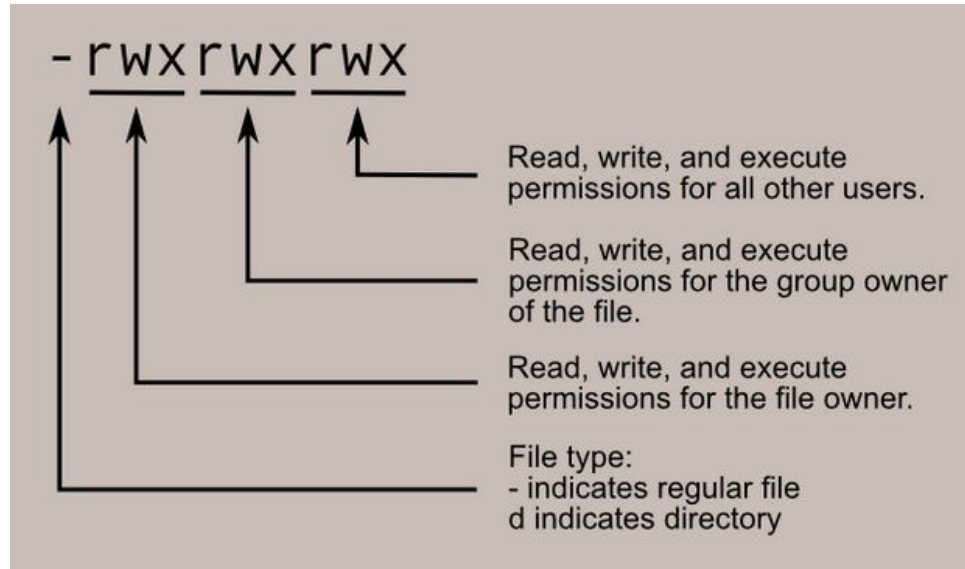 -rwxrwxrwx
Read, write, and execute
permissions for all other users.
Read, write, and execute
permissions for the group owner
of the file.
Read, write, and execute
permissions for the file owner.
File type:
- indicates regular file
d indicates directory